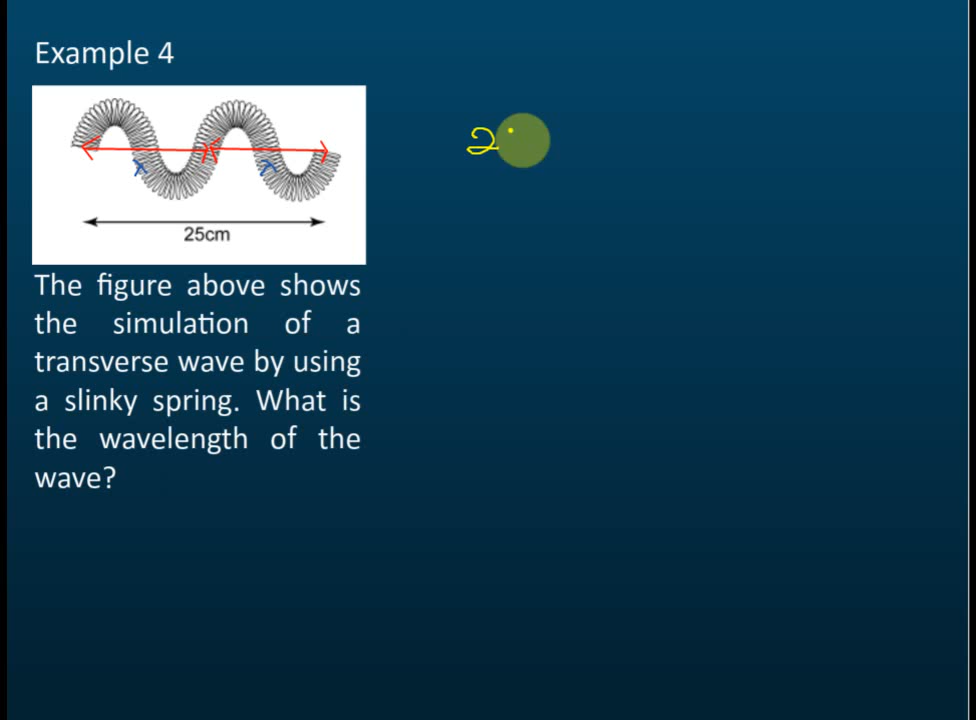 Example 4
2
25cm
The figure above shows
the simulation of a
transverse wave by using
a slinky spring. What is
the wavelength of the
wave?